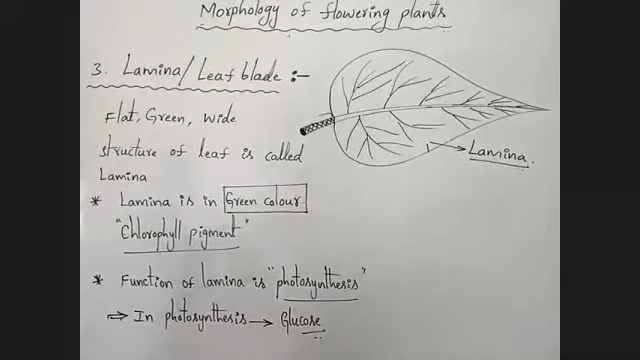 Morphology of flowering plants
3. Lamina/Leaf blade :-
Flat, Green, Wide
structure of leaf is called
Lamina
Lamina.
* Lamina is in Green colour.
"Chlorophyll pigment"
* Function of lamina is "photosynthesis"
⇒ In photosynthesis → Glucose